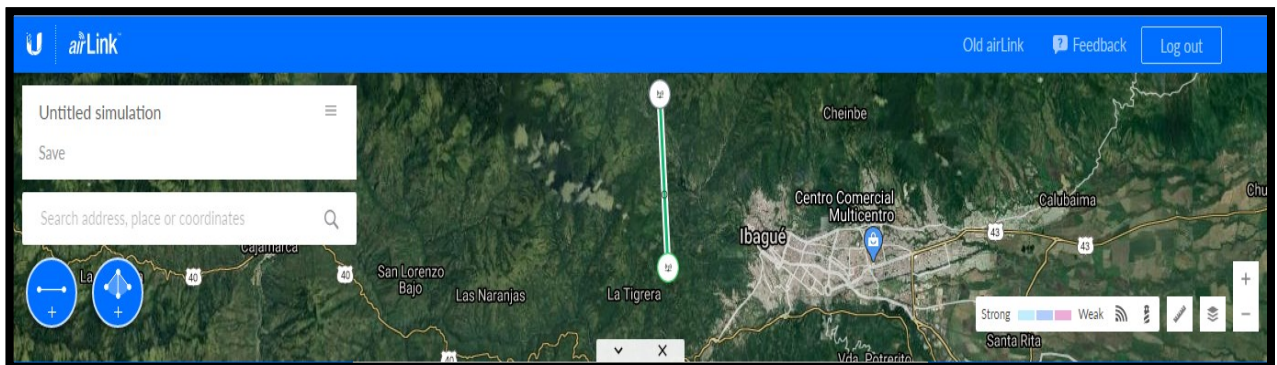 airLink
Old airLink
Feedback
Log out
Untitled simulation
Save
Search address, place or coordinates
Cheinbe
Centro Comercial
Multicentro
Ibagué
Calubaima
43
43
Cajamarca
La
40
40
San Lorenzo
Bajo
Las Naranjas
La Tigrera
Strong
Weak
Santa Rita
40
Vda. Potrerito